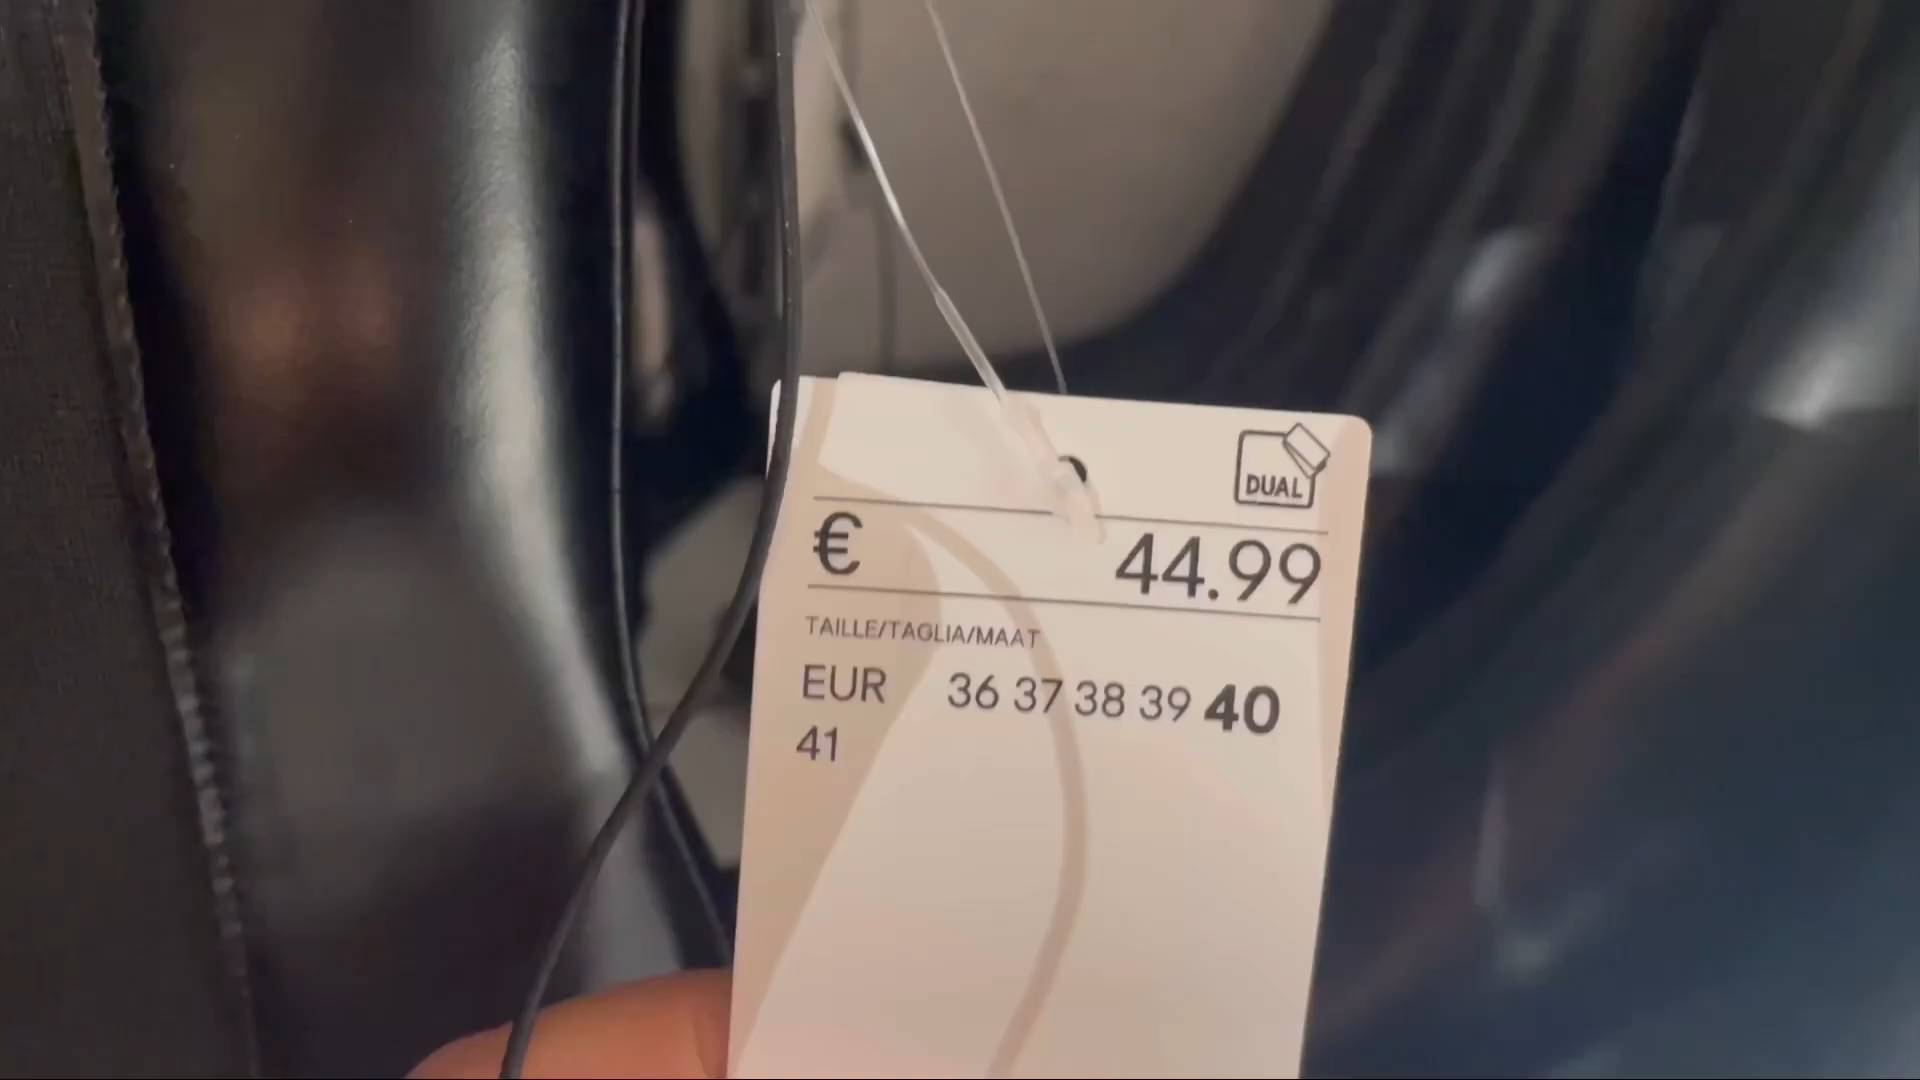 DUAL
€ 44.99
TAILLE/TAGLIA/MAAT
EUR 36 37 38 39 40
41